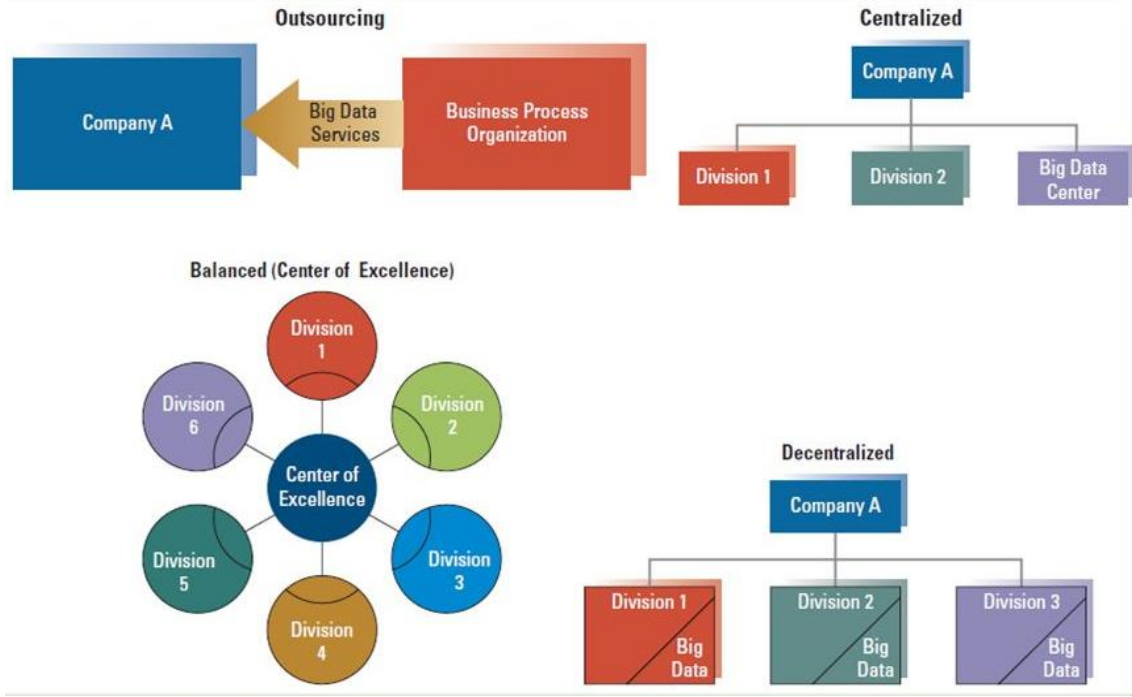 Outsourcing
Company A
Big Data
Services
Business Process
Organization
Centralized
Company A
Division 1
Division 2
Big Data
Center
Balanced (Center of Excellence)
Division
1
Division
2
Division
3
Division
4
Division
5
Division
6
Center of
Excellence
Decentralized
Company A
Division 1
Big
Data
Division 2
Big
Data
Division 3
Big
Data